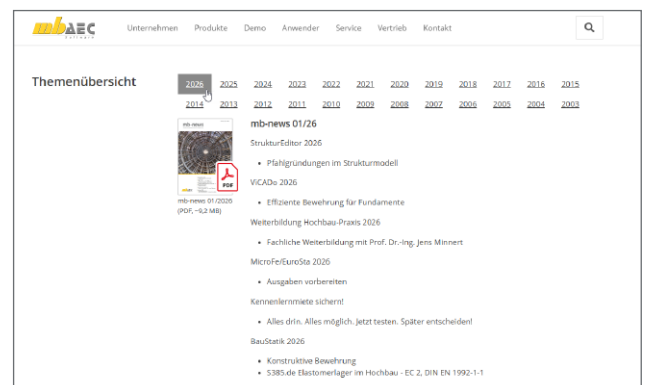 mb AEC
Software
Unternehmen Produkte Demo Anwender Service Vertrieb Kontakt
Themenübersicht
2026 2025 2024 2023 2022 2021 2020 2019 2018 2017 2016 2015
2014 2013 2012 2011 2010 2009 2008 2007 2006 2005 2004 2003
mb-news
PDF
mb-news 01/2026
(PDF, ~9,2 MB)
mb-news 01/26
StrukturEditor 2026
• Pfahlgründungen im Strukturmodell
ViCADo 2026
• Effiziente Bewehrung für Fundamente
Weiterbildung Hochbau-Praxis 2026
• Fachliche Weiterbildung mit Prof. Dr.-Ing. Jens Minnert
MicroFe/EuroSta 2026
• Ausgaben vorbereiten
Kennenlernmiete sichern!
• Alles drin. Alles möglich. Jetzt testen. Später entscheiden!
BauStatik 2026
• Konstruktive Bewehrung
• S385.de Elastomerlager im Hochbau - EC 2, DIN EN 1992-1-1